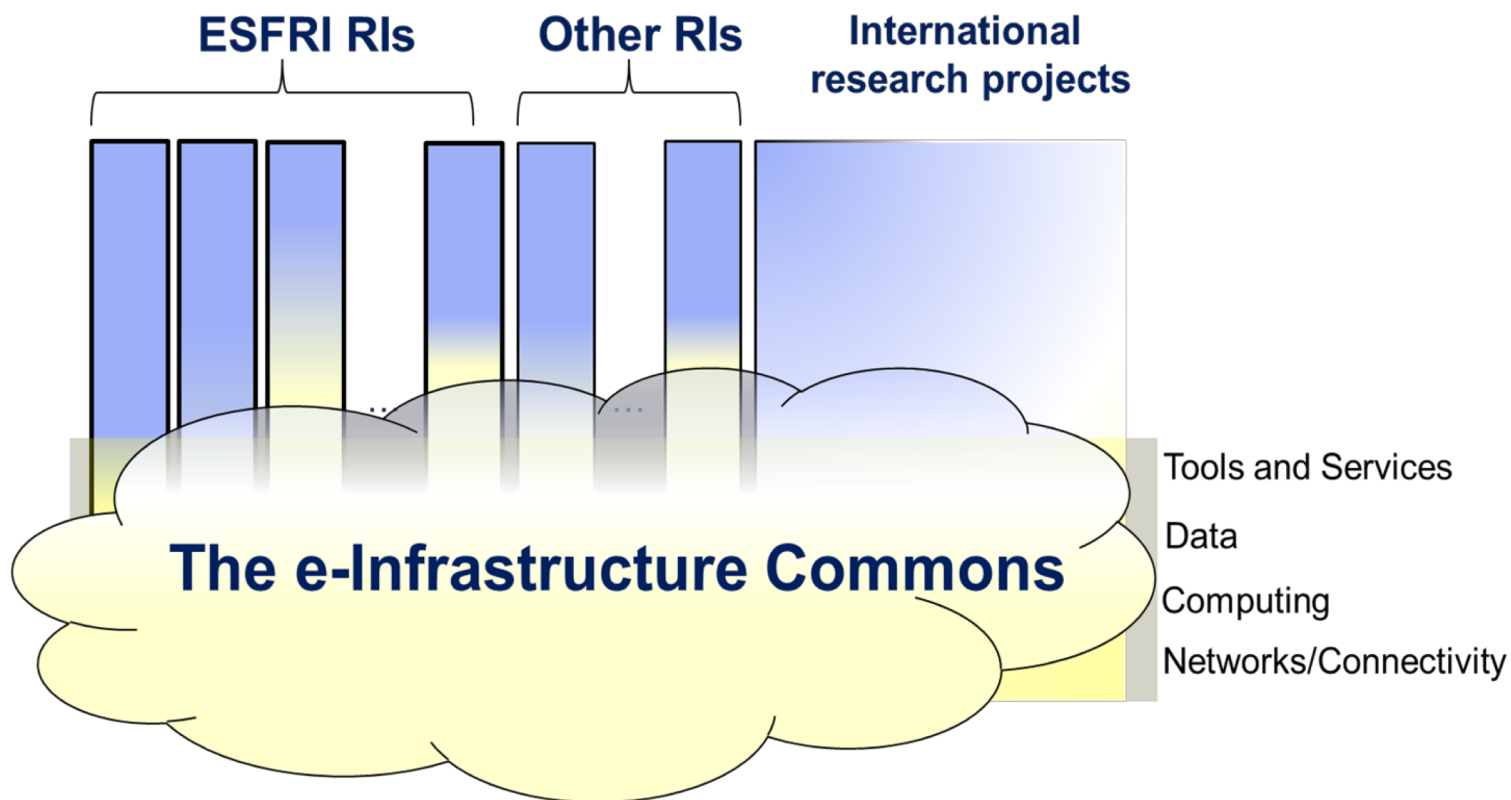 ESFRI RIs
Other RIs
International
research projects
...
...
The e-Infrastructure Commons
Tools and Services
Data
Computing
Networks/Connectivity